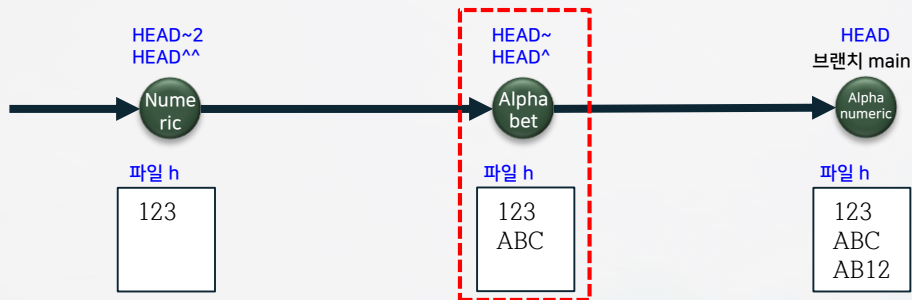 HEAD~2
HEAD^^
Nume
ric
파일 h
123
HEAD~
HEAD^
Alpha
bet
파일 h
123
ABC
HEAD
브랜치 main
Alpha
numeric
파일 h
123
ABC
AB12